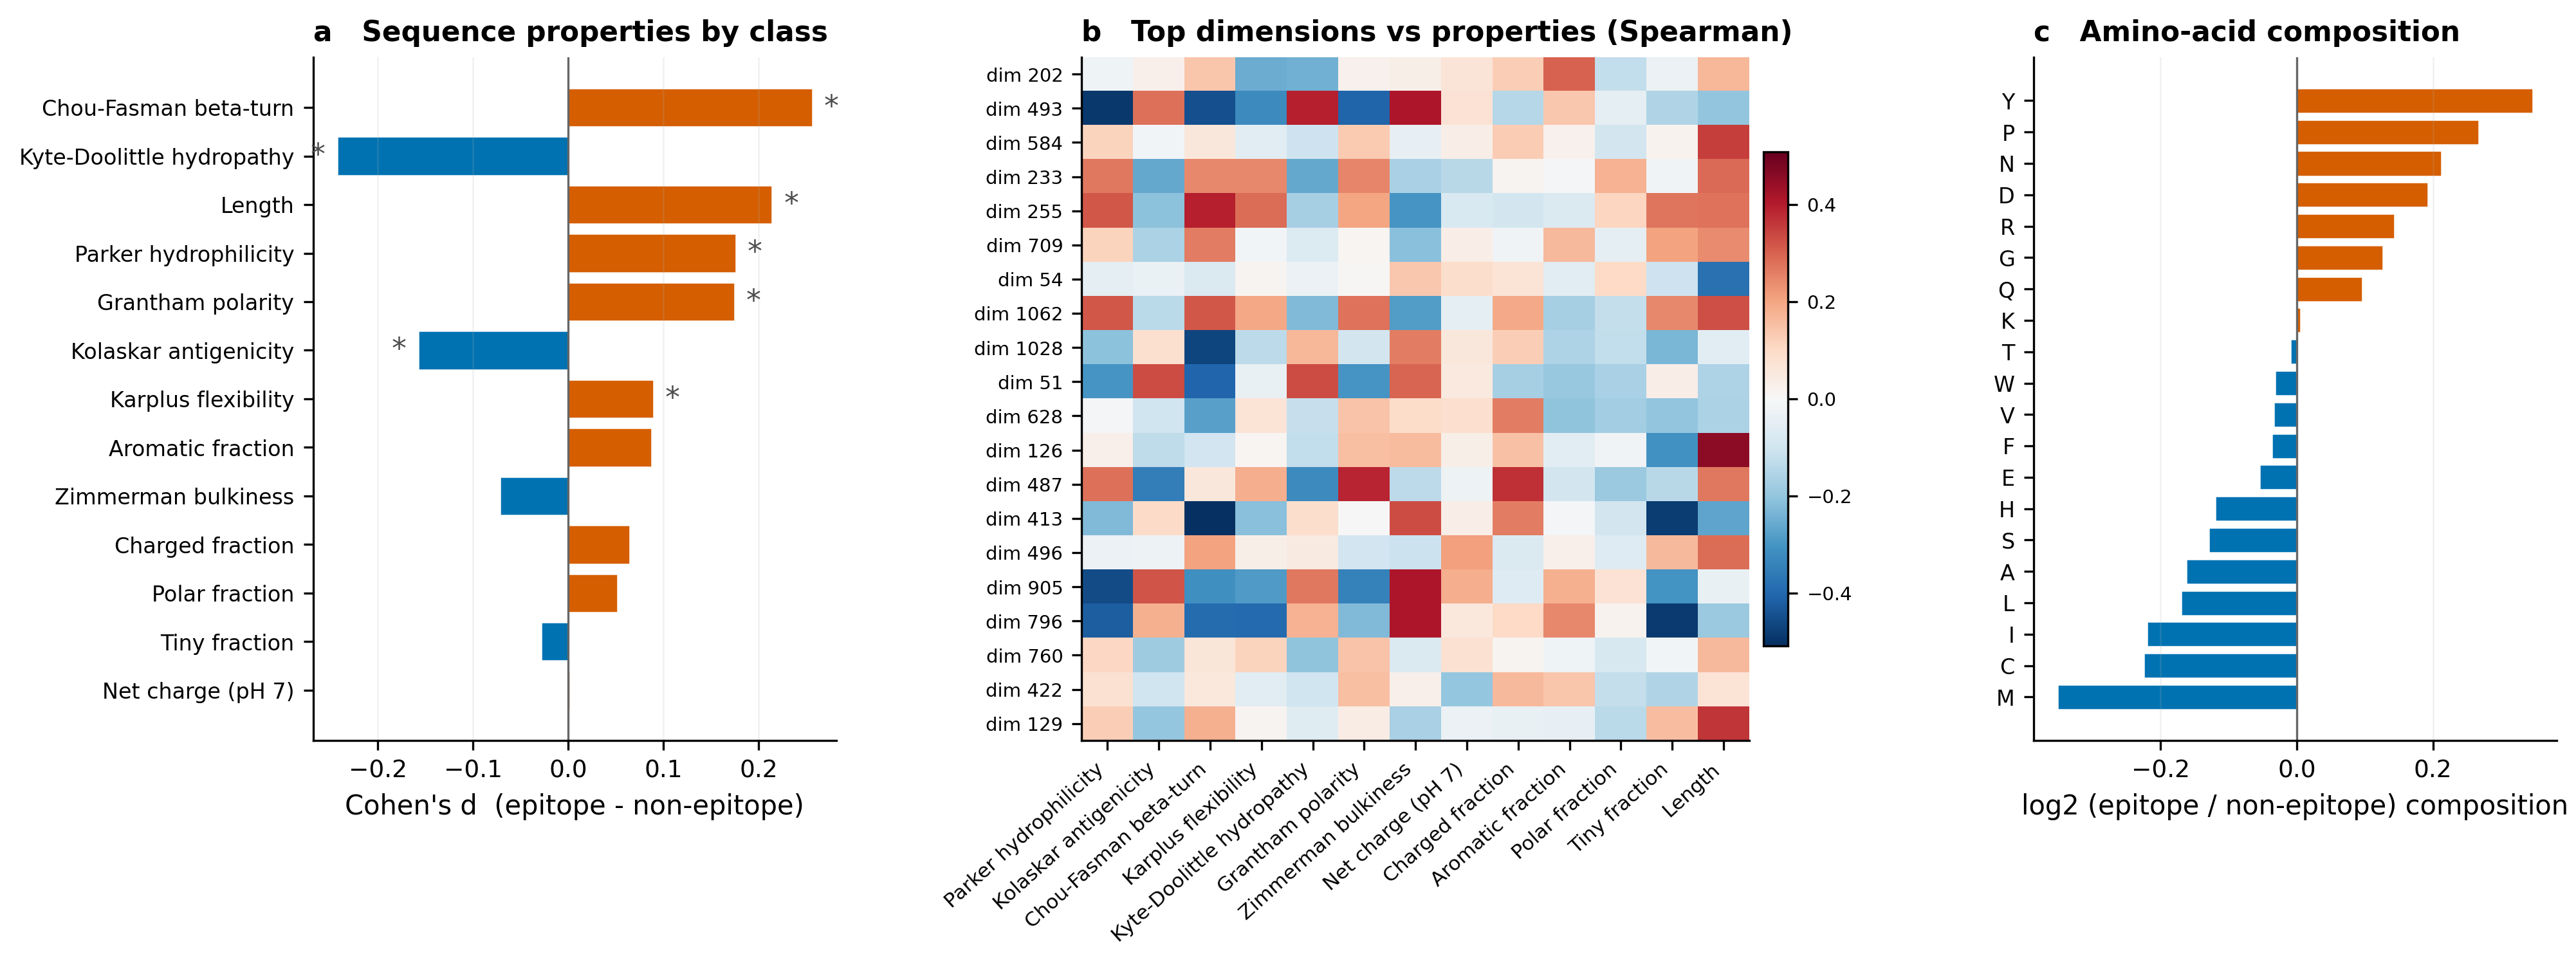 a Sequence properties by class
Chou-Fasman beta-turn
*
Kyte-Doolittle hydropathy
*
Length
*
Parker hydrophilicity
*
Grantham polarity
*
Kolaskar antigenicity
*
Karplus flexibility
*
Aromatic fraction
Zimmerman bulkiness
Charged fraction
Polar fraction
Tiny fraction
Net charge (pH 7)
−0.2 −0.1 0.0 0.1 0.2
Cohen's d (epitope - non-epitope)
b Top dimensions vs properties (Spearman)
dim 202
dim 493
dim 584
dim 233
dim 255
dim 709
dim 54
dim 1062
dim 1028
dim 51
dim 628
dim 126
dim 487
dim 413
dim 496
dim 905
dim 796
dim 760
dim 422
dim 129
Parker hydrophilicity
Kolaskar antigenicity
Chou-Fasman beta-turn
Karplus flexibility
Kyte-Doolittle hydropathy
Grantham polarity
Zimmerman bulkiness
Net charge (pH 7)
Charged fraction
Aromatic fraction
Polar fraction
Tiny fraction
Length
0.4
0.2
0.0
−0.2
−0.4
c Amino-acid composition
Y
P
N
D
R
G
Q
K
T
W
V
F
E
H
S
A
L
I
C
M
−0.2 0.0 0.2
log2 (epitope / non-epitope) composition